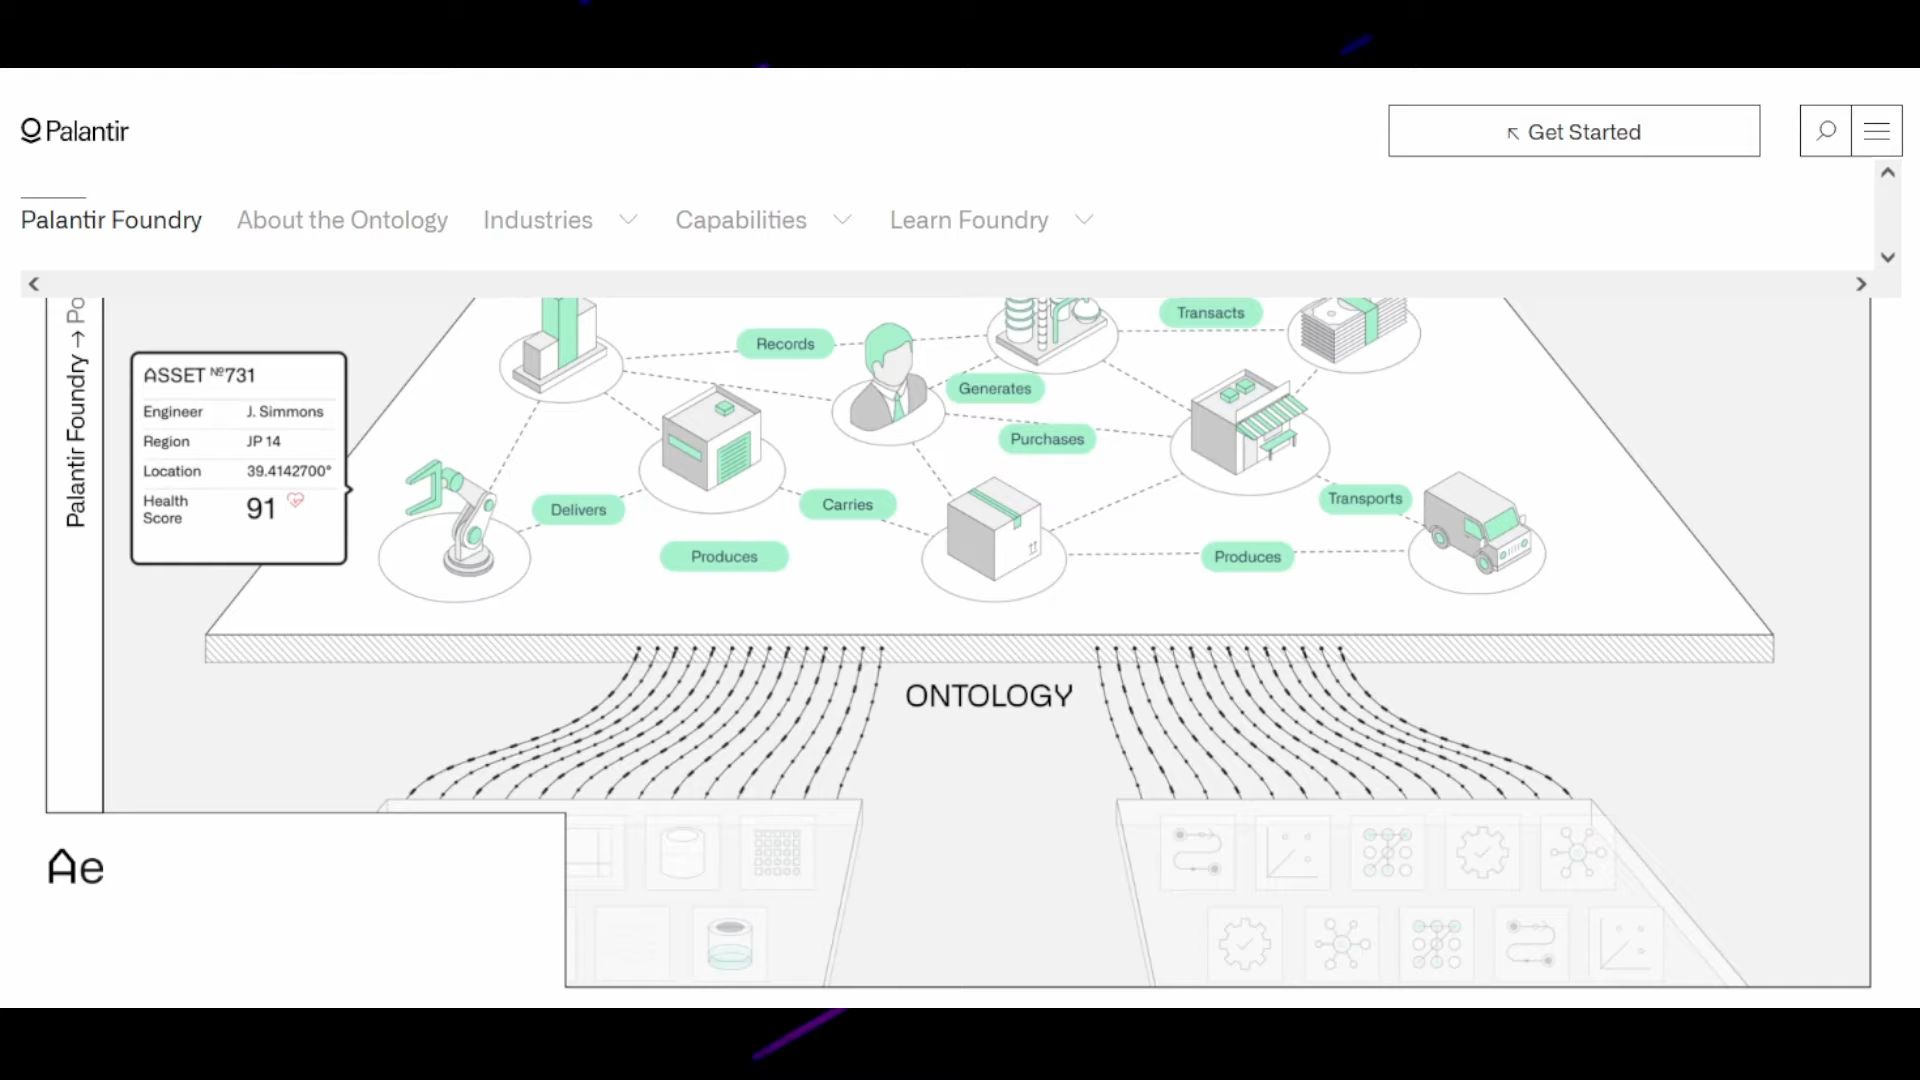 Palantir
Get Started
Palantir Foundry
About the Ontology
Industries
Capabilities
Learn Foundry
Palantir Foundry → Po
ASSET №731
Engineer J. Simmons
Region JP 14
Location 39.4142700°
Health Score 91
Records
Transacts
Generates
Purchases
Delivers
Carries
Transports
Produces
Produces
ONTOLOGY
Ae